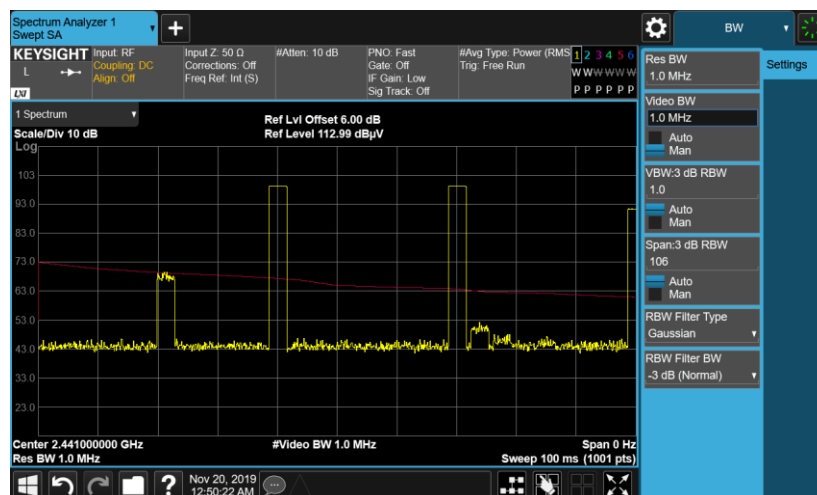 Spectrum Analyzer 1
Swept SA
+
BW
KEYSIGHT
L
LXI
Input: RF
Coupling: DC
Align: Off
Input Z: 50 Ω
Corrections: Off
Freq Ref: Int (S)
#Atten: 10 dB
PNO: Fast
Gate: Off
IF Gain: Low
Sig Track: Off
#Avg Type: Power (RMS
Trig: Free Run
1 2 3 4 5 6
W W W W W W
P P P P P P
1 Spectrum
Scale/Div 10 dB
Log
Ref Lvl Offset 6.00 dB
Ref Level 112.99 dBµV
103
93.0
83.0
73.0
63.0
53.0
43.0
33.0
23.0
Center 2.441000000 GHz
Res BW 1.0 MHz
#Video BW 1.0 MHz
Span 0 Hz
Sweep 100 ms (1001 pts)
Res BW
1.0 MHz
Video BW
1.0 MHz
Auto
Man
VBW:3 dB RBW
1.0
Auto
Man
Span:3 dB RBW
106
Auto
Man
RBW Filter Type
Gaussian
RBW Filter BW
-3 dB (Normal)
Settings
?
Nov 20, 2019
12:50:22 AM